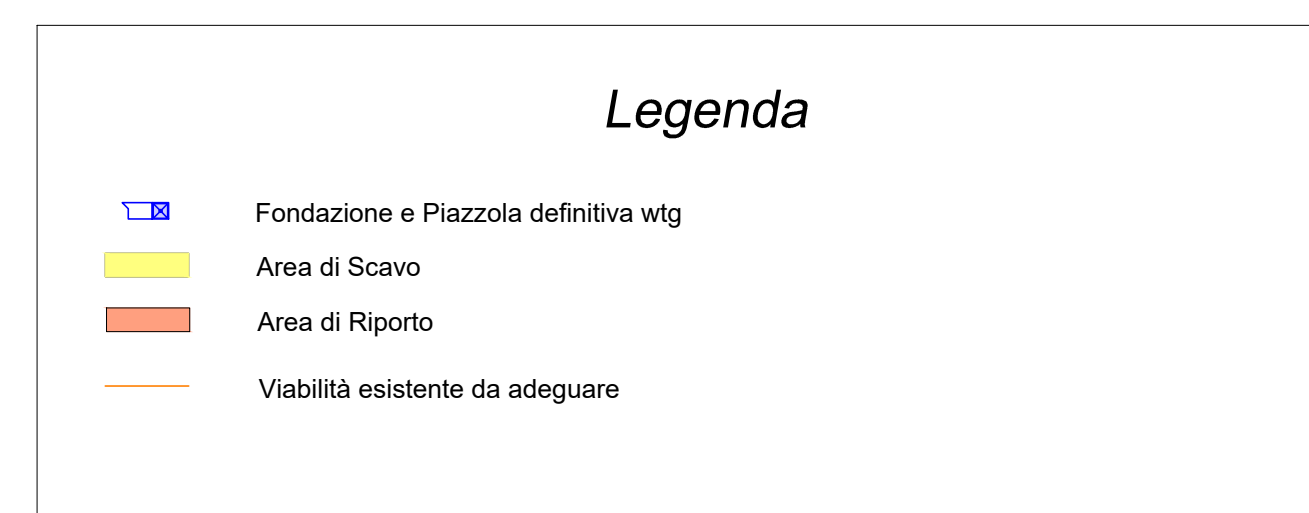 Legenda
Fondazione e Piazzola definitiva wtg
Area di Scavo
Area di Riporto
Viabilità esistente da adeguare